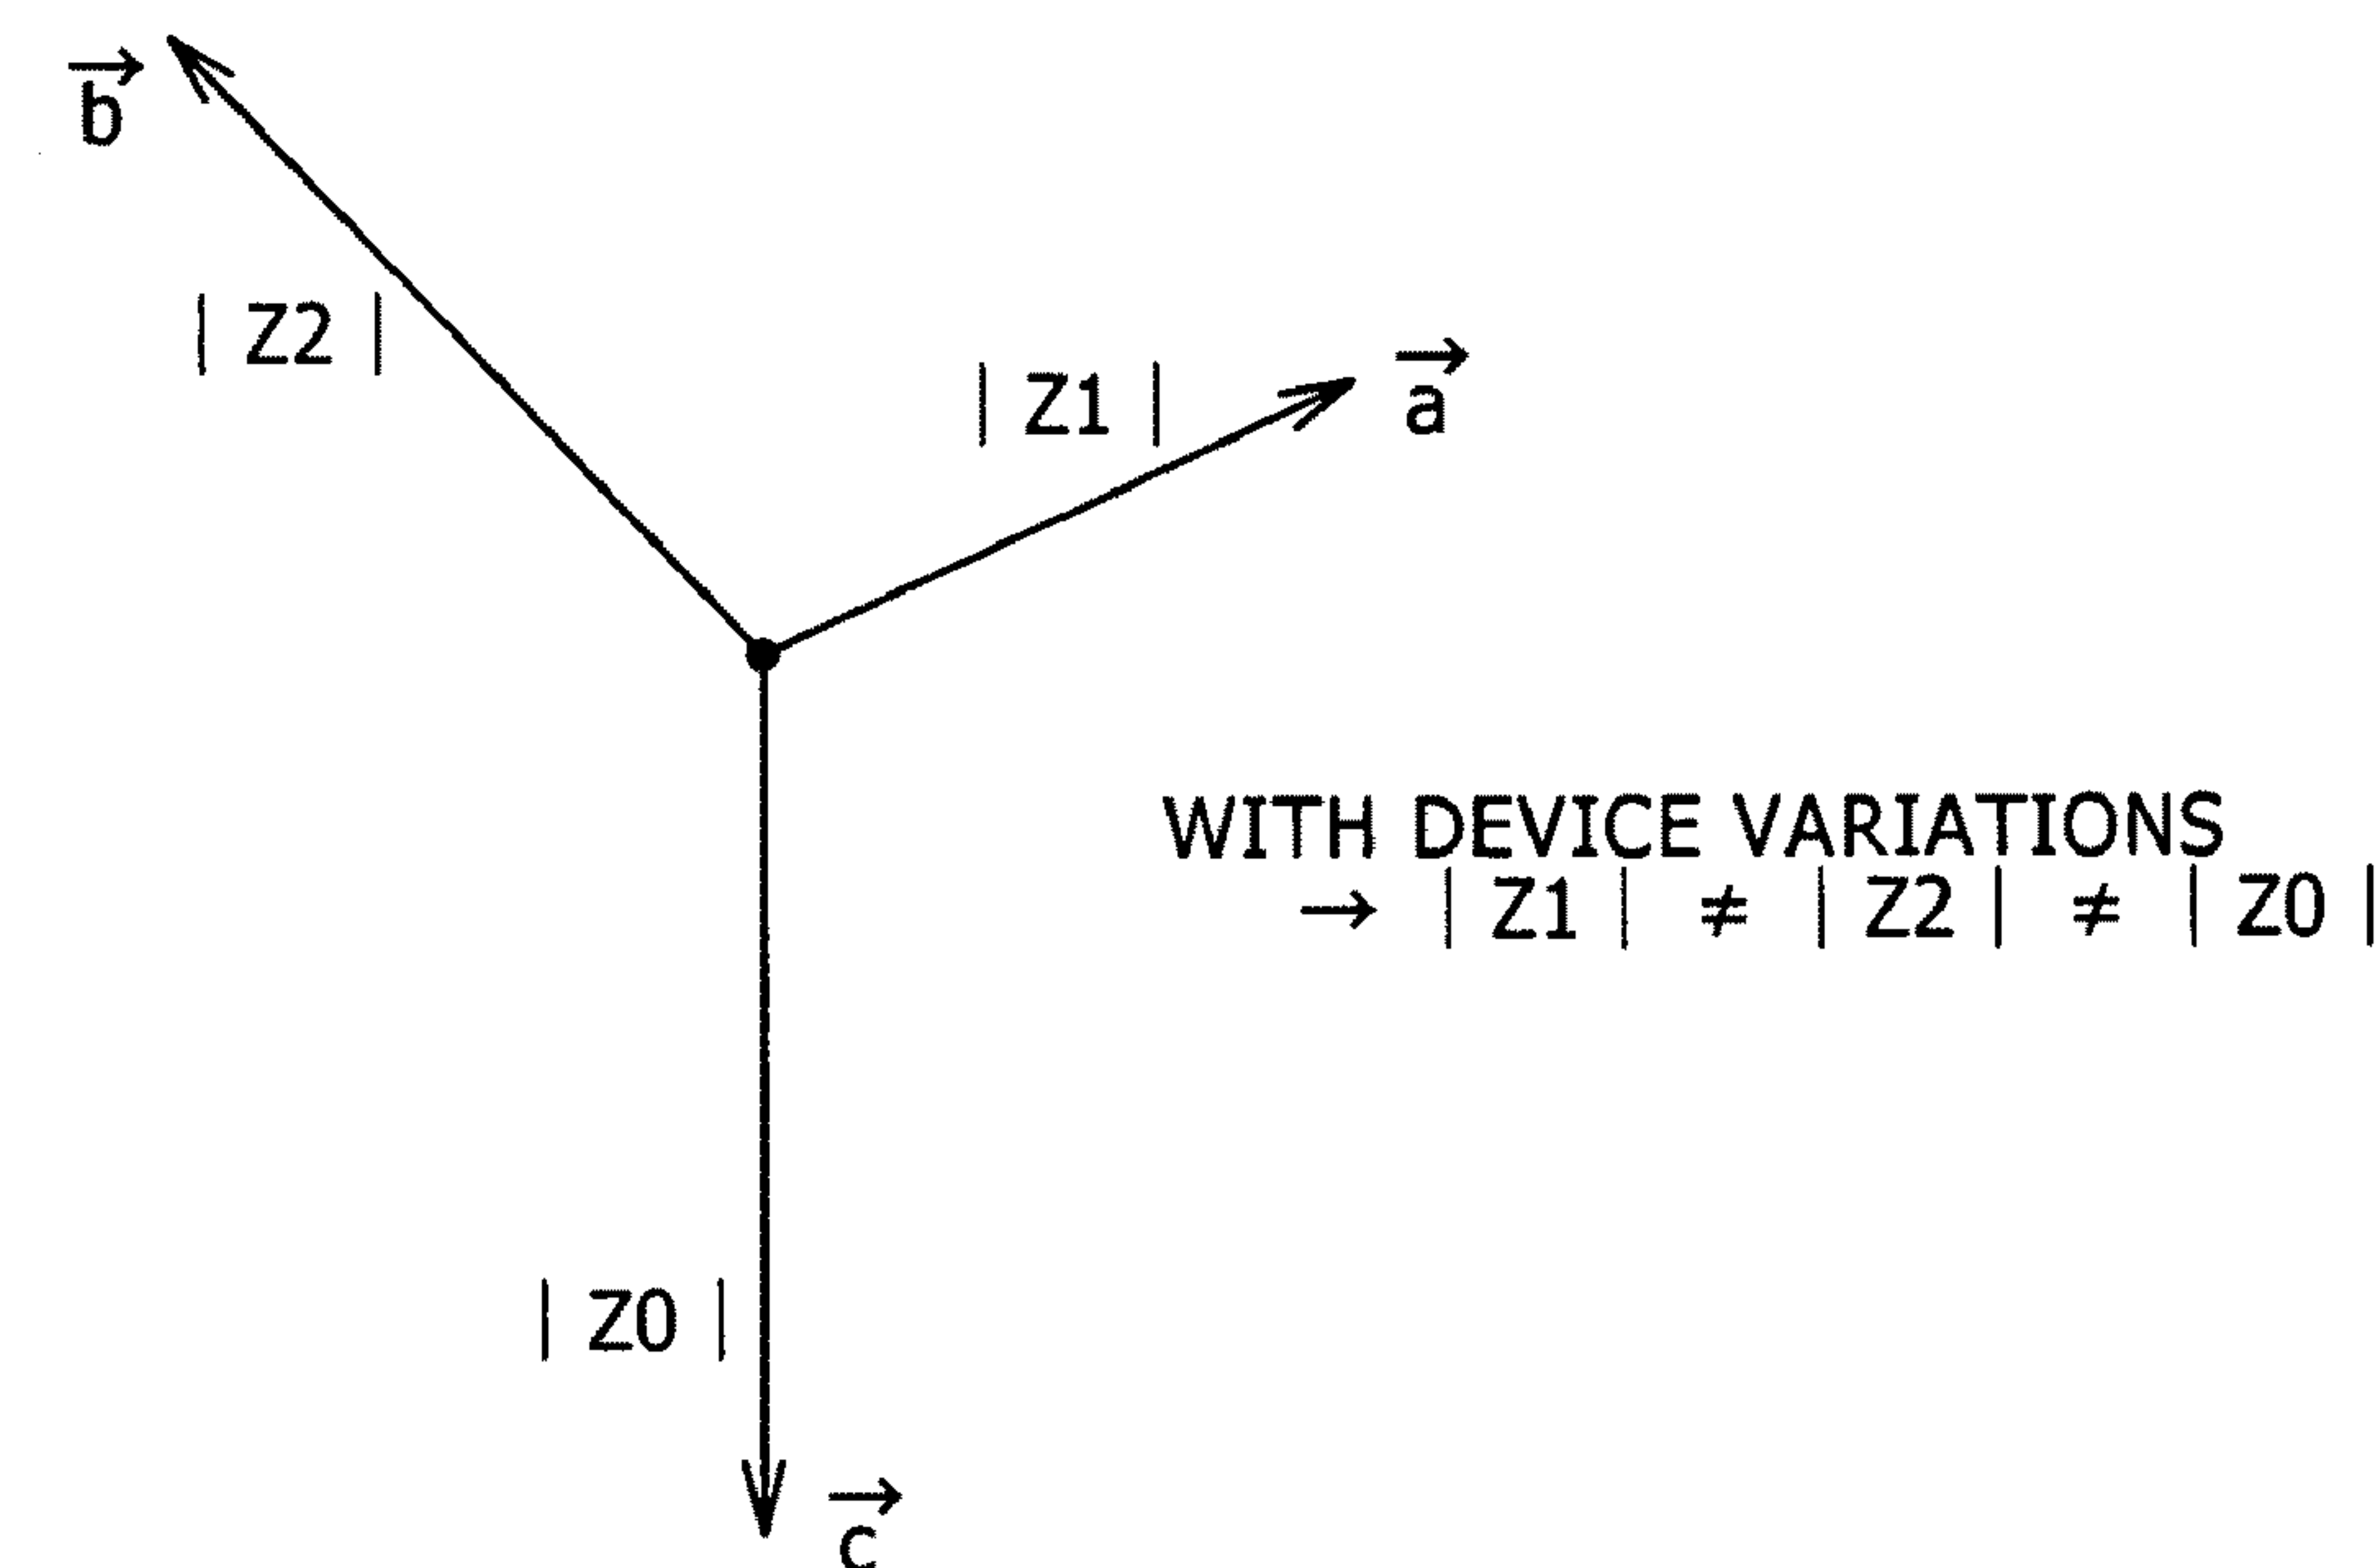 b
| Z2 |
| Z1 |
a
WITH DEVICE VARIATIONS
→ | Z1 | ≠ | Z2 | ≠ | Z0 |
| Z0 |
c